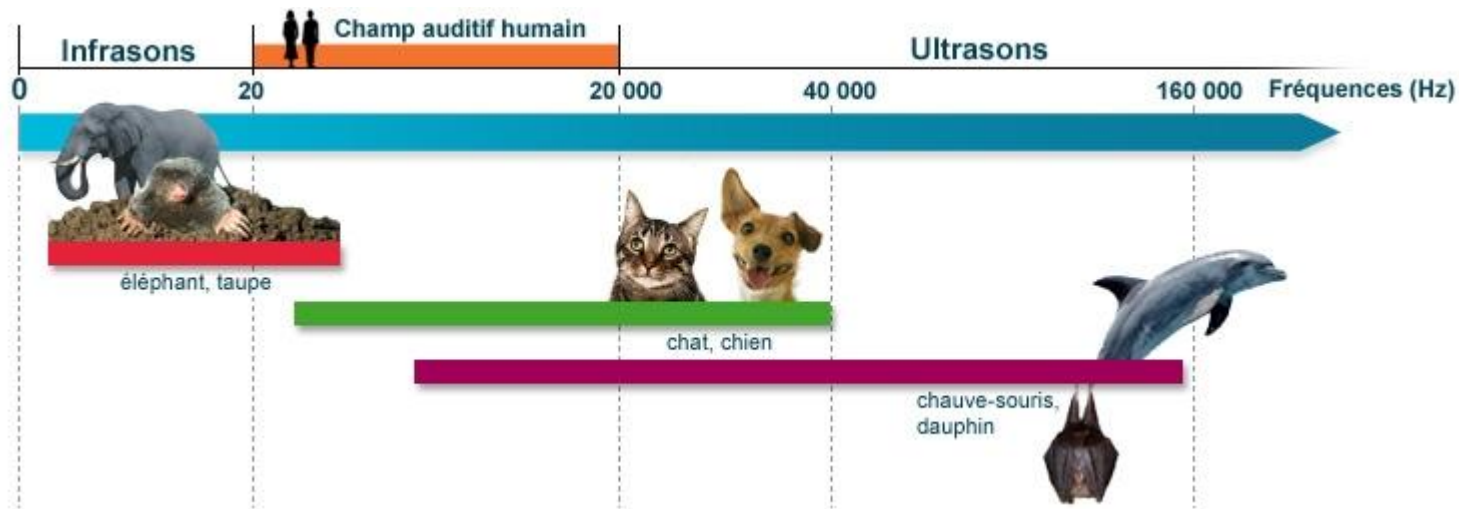 Champ auditif humain
Infrasons
Ultrasons
0 20 20 000 40 000 160 000 Fréquences (Hz)
éléphant, taupe
chat, chien
chauve-souris,
dauphin